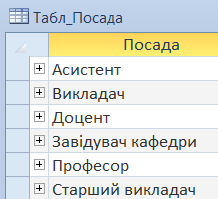 Табл_Посада
Посада
Асистент
Викладач
Доцент
Завідувач кафедри
Професор
Старший викладач